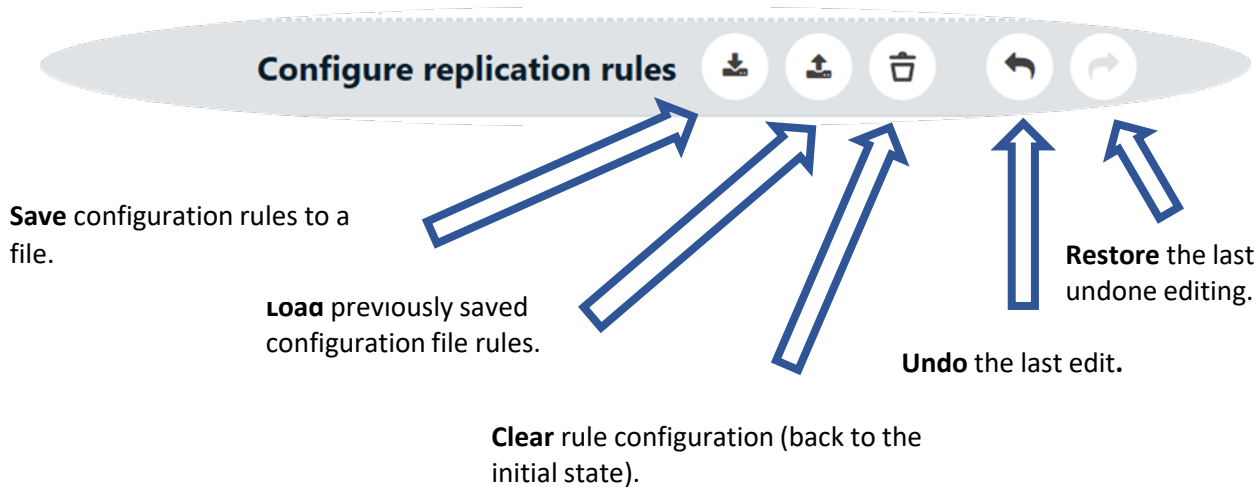 Configure replication rules
Save configuration rules to a
file.
Load previously saved
configuration file rules.
Clear rule configuration (back to the
initial state).
Undo the last edit.
Restore the last
undone editing.